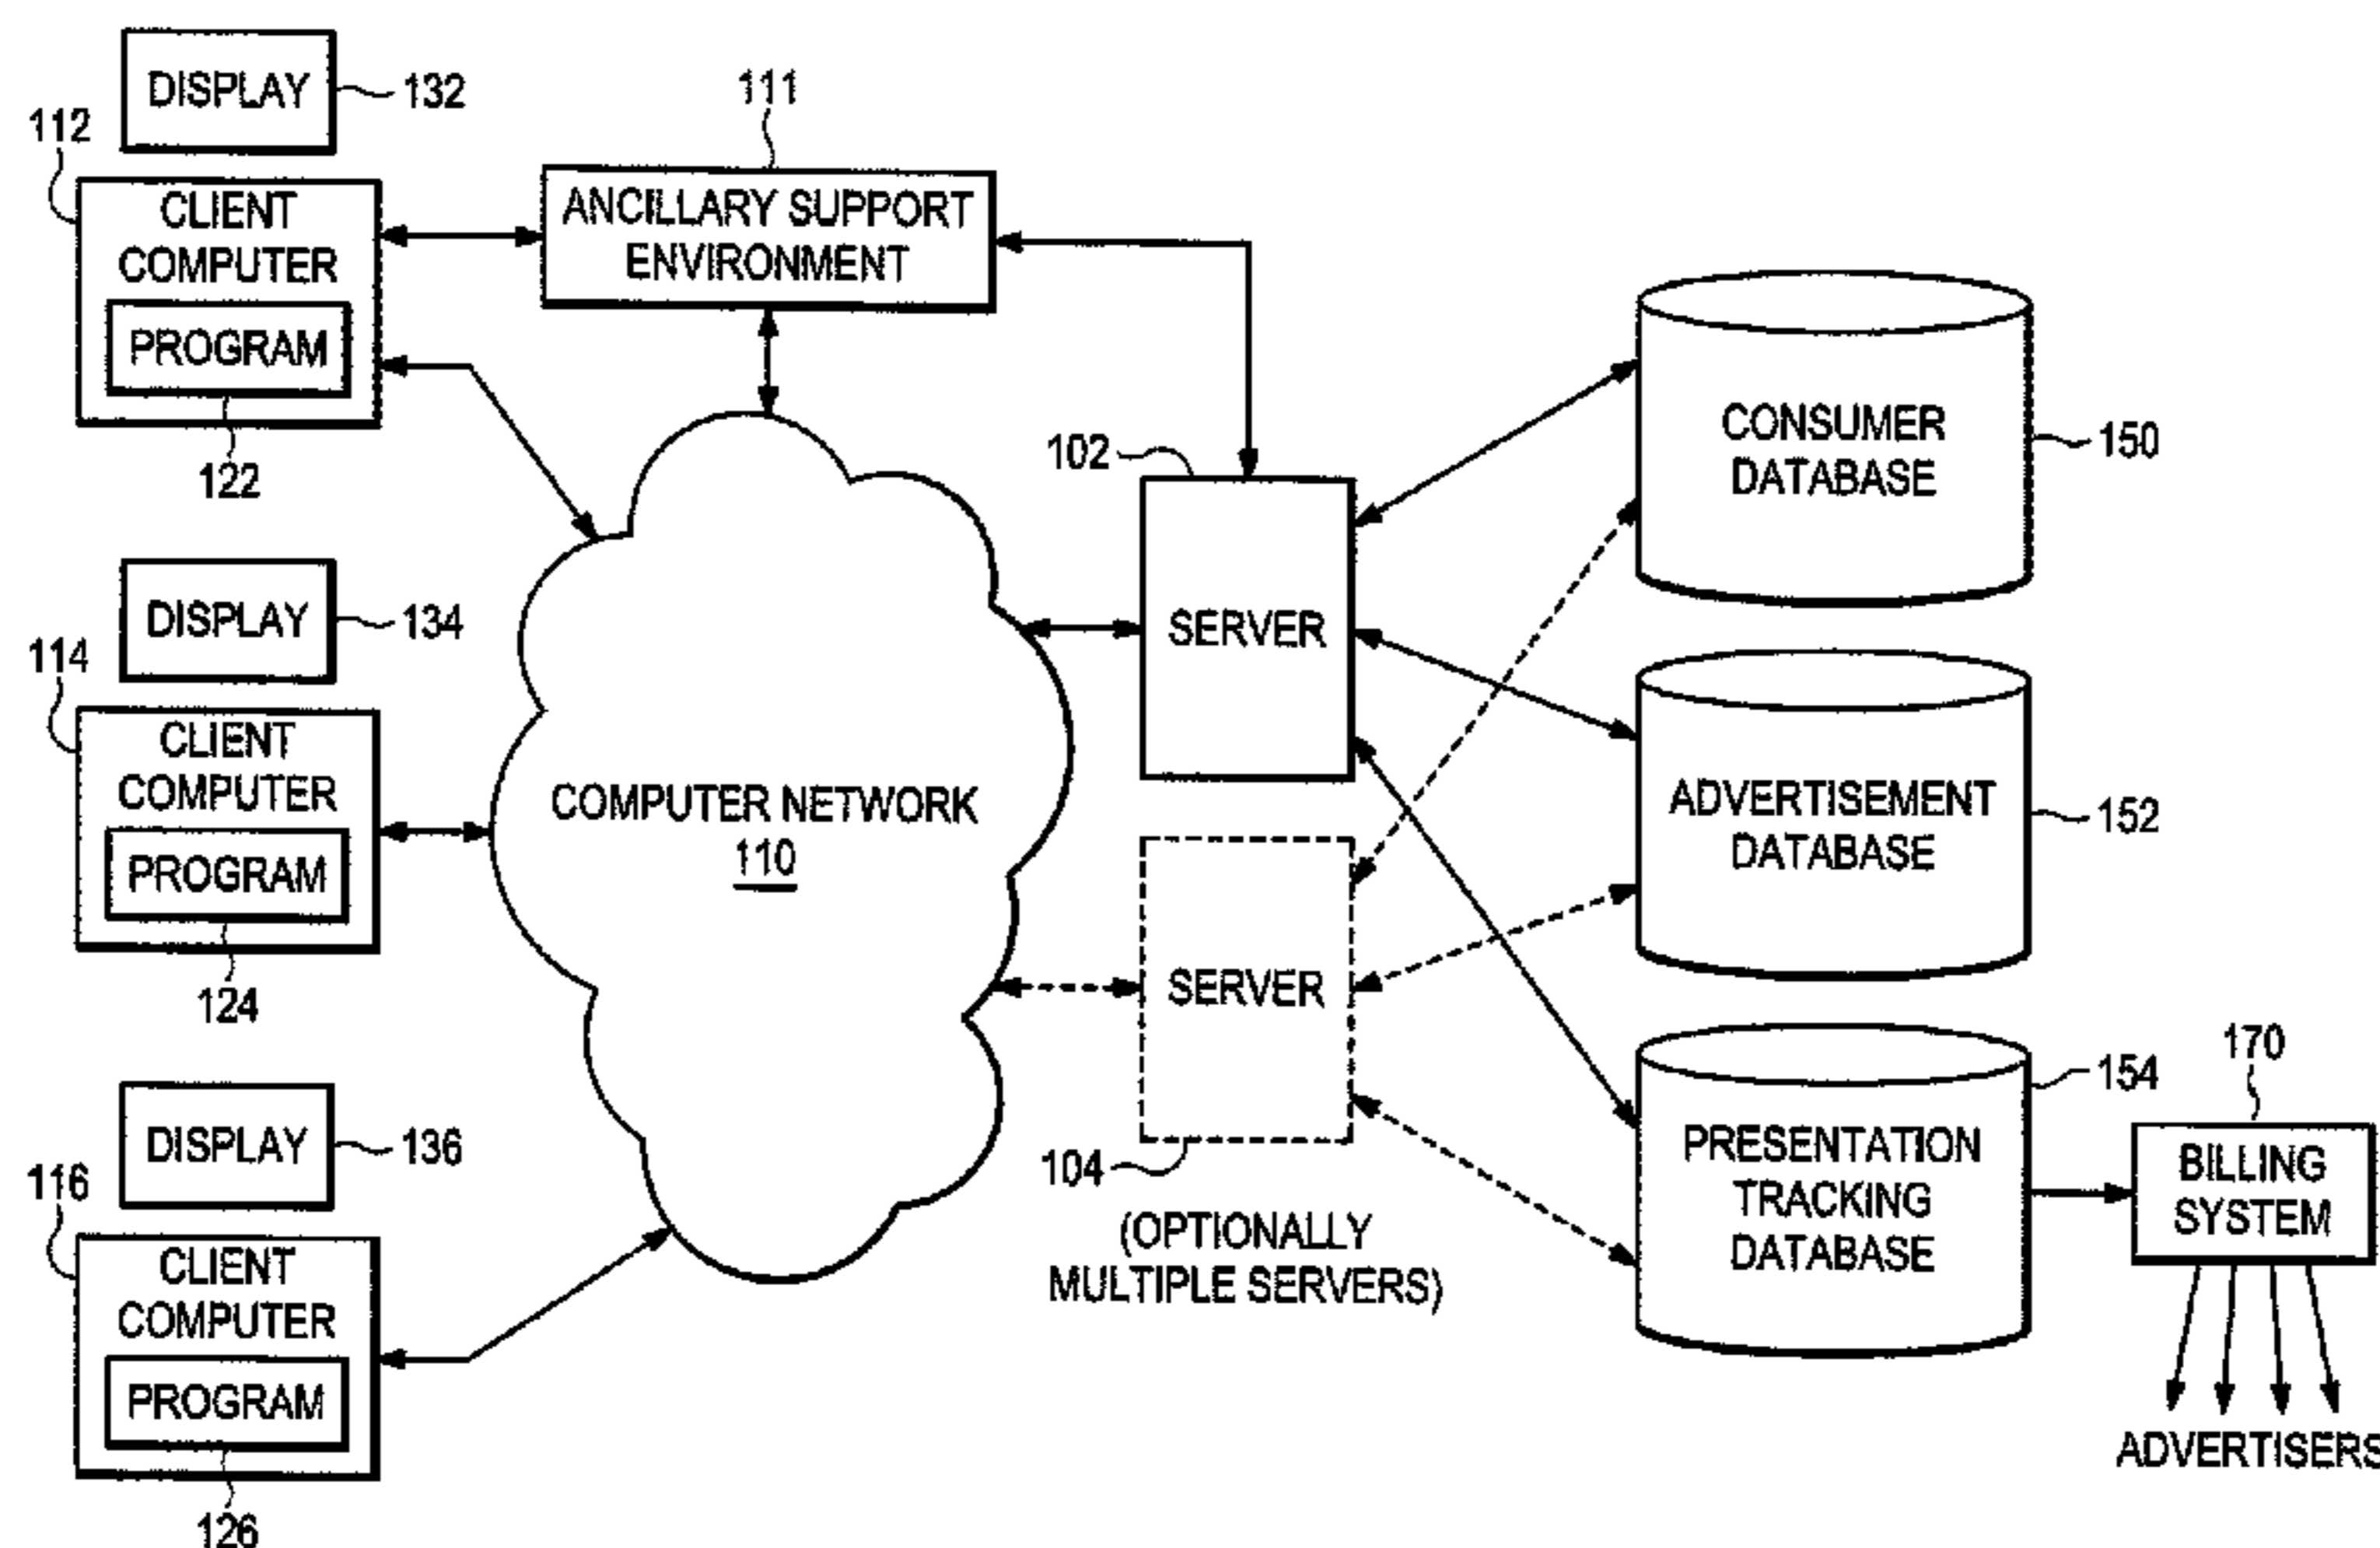 DISPLAY
132
112
CLIENT
COMPUTER
PROGRAM
122
111
ANCILLARY SUPPORT
ENVIRONMENT
DISPLAY
134
114
CLIENT
COMPUTER
PROGRAM
124
DISPLAY
136
116
CLIENT
COMPUTER
PROGRAM
126
COMPUTER NETWORK
110
102
SERVER
SERVER
104
(OPTIONALLY
MULTIPLE SERVERS)
CONSUMER
DATABASE
150
ADVERTISEMENT
DATABASE
152
PRESENTATION
TRACKING
DATABASE
154
170
BILLING
SYSTEM
ADVERTISERS